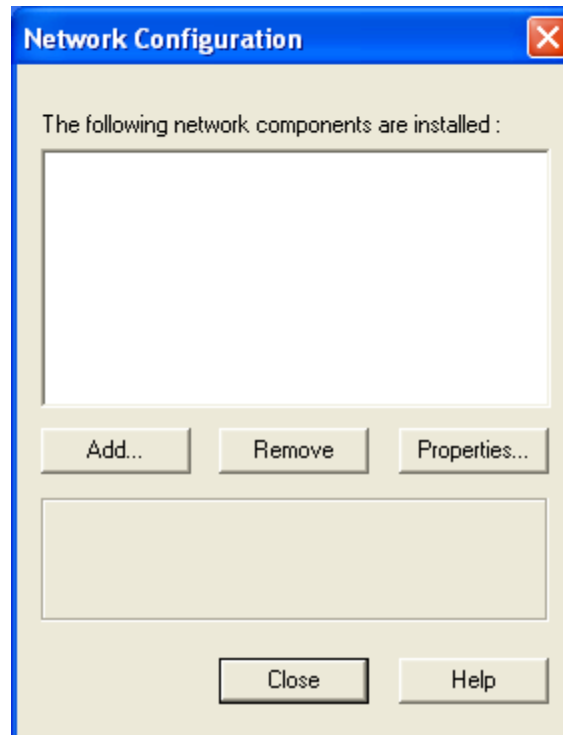 Network Configuration
The following network components are installed :
Add...
Remove
Properties...
Close
Help